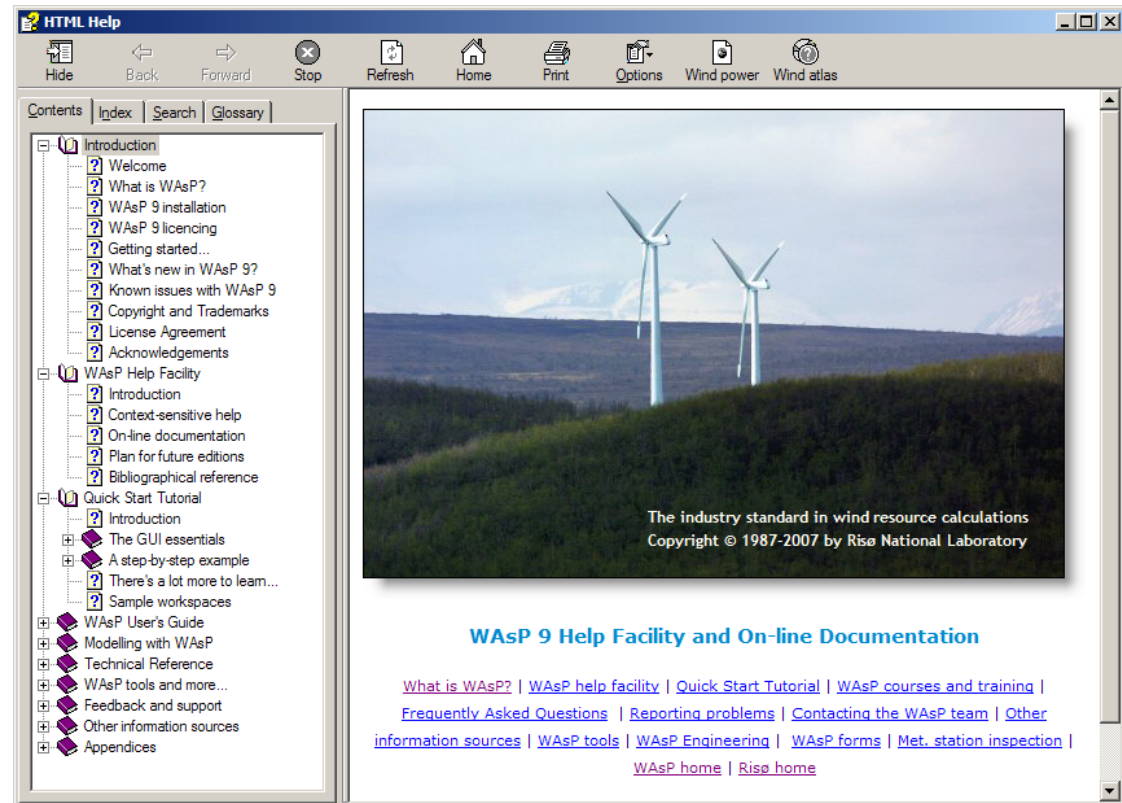 HTML Help
Hide Back Forward Stop Refresh Home Print Options Wind power Wind atlas
Contents Index Search Glossary
Introduction
Welcome
What is WAsP?
WAsP 9 installation
WAsP 9 licencing
Getting started...
What's new in WAsP 9?
Known issues with WAsP 9
Copyright and Trademarks
License Agreement
Acknowledgements
WAsP Help Facility
Introduction
Context-sensitive help
On-line documentation
Plan for future editions
Bibliographical reference
Quick Start Tutorial
Introduction
The GUI essentials
A step-by-step example
There's a lot more to learn...
Sample workspaces
WAsP User's Guide
Modelling with WAsP
Technical Reference
WAsP tools and more...
Feedback and support
Other information sources
Appendices
The industry standard in wind resource calculations
Copyright © 1987-2007 by Risø National Laboratory
WAsP 9 Help Facility and On-line Documentation
What is WAsP? | WAsP help facility | Quick Start Tutorial | WAsP courses and training |
Frequently Asked Questions | Reporting problems | Contacting the WAsP team | Other
information sources | WAsP tools | WAsP Engineering | WAsP forms | Met. station inspection |
WAsP home | Risø home